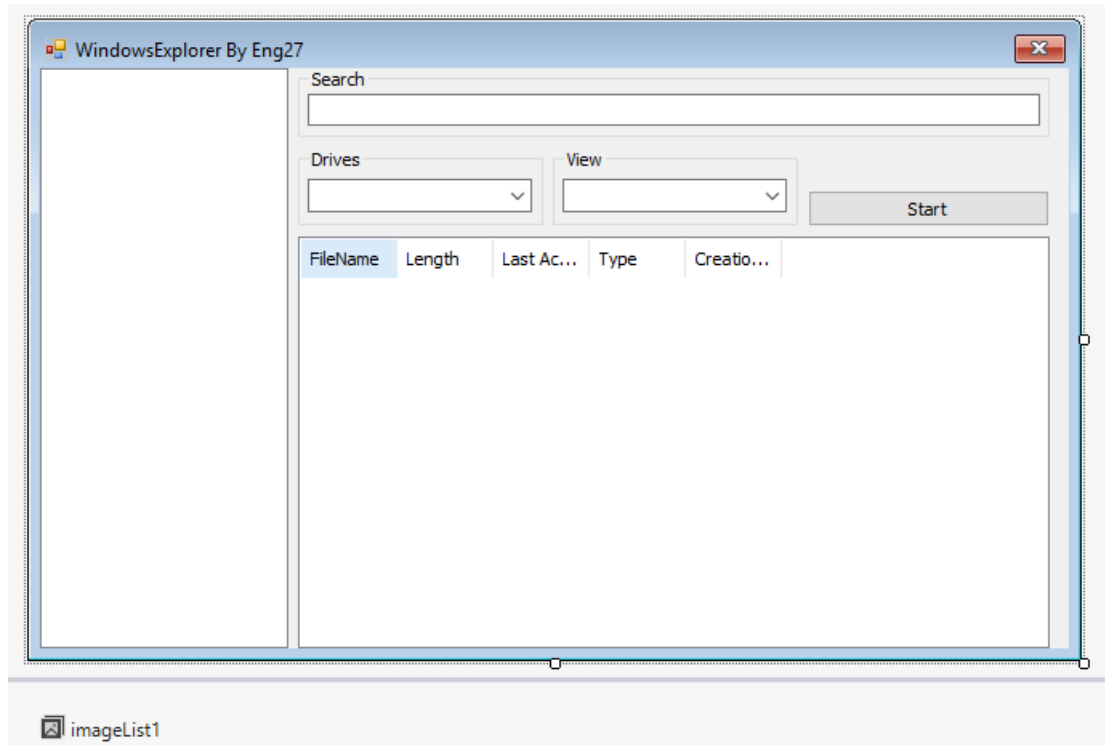 WindowsExplorer By Eng27
Search
Drives
View
Start
FileName Length Last Ac... Type Creatio...
imageList1